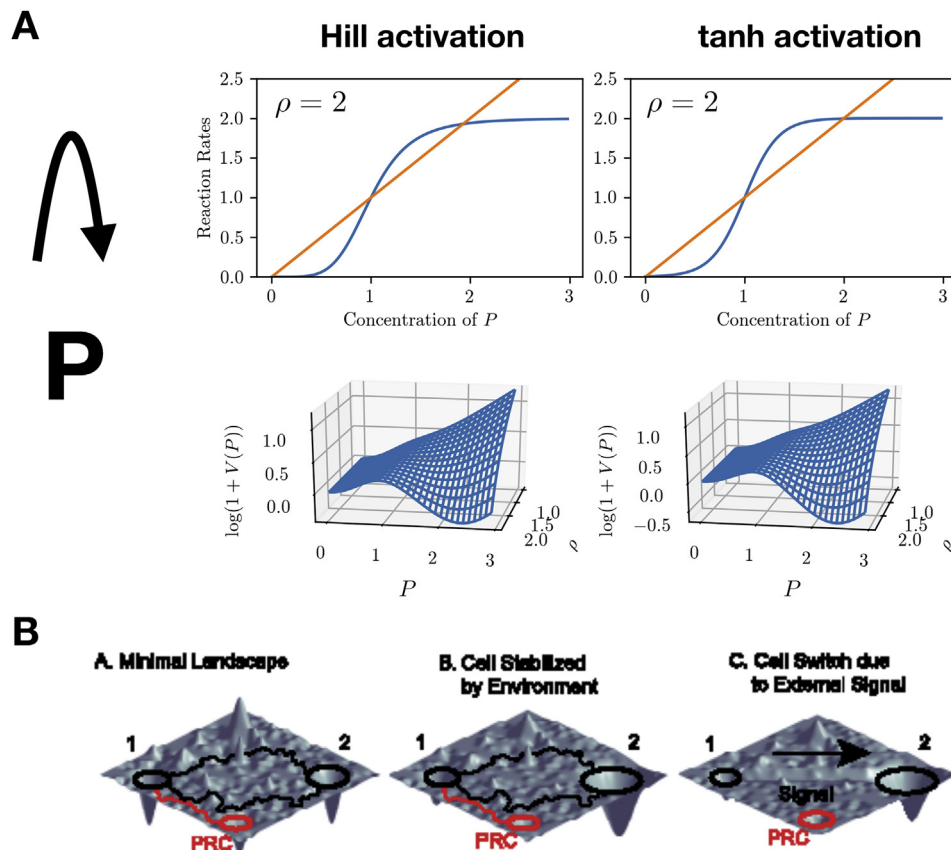 A
Hill activation
tanh activation
ρ = 2
ρ = 2
Reaction Rates
2.5
2.0
1.5
1.0
0.5
0.0
0 1 2 3
Concentration of P
2.5
2.0
1.5
1.0
0.5
0.0
0 1 2 3
Concentration of P
P
log(1 + V(P))
1.0
0.5
0.0
0 1 2 3
P
1.0
1.5
2.0
ρ
log(1 + V(P))
1.0
0.5
0.0
−0.5
0 1 2 3
P
1.0
1.5
2.0
ρ
B
A. Minimal Landscape
1
2
PRC
B. Cell Stabilized
by Environment
1
2
PRC
C. Cell Switch due
to External Signal
1
2
Signal
PRC